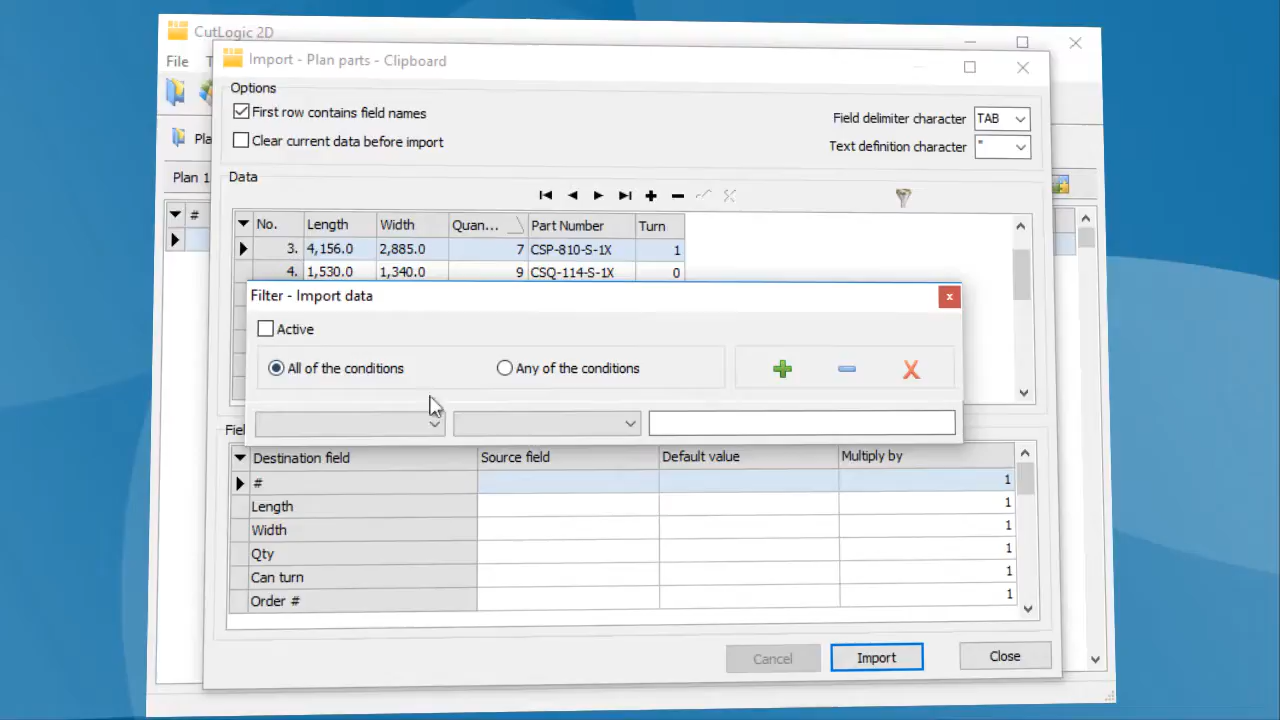 CutLogic 2D
File
Import - Plan parts - Clipboard
Options
First row contains field names
Clear current data before import
Field delimiter character TAB
Text definition character "
Plan 1
Data
#
No. Length Width Quan... Part Number Turn
3. 4,156.0 2,885.0 7 CSP-810-S-1X 1
4. 1,530.0 1,340.0 9 CSQ-114-S-1X 0
Filter - Import data
x
Active
All of the conditions Any of the conditions
Destination field Source field Default value Multiply by
# 1
Length 1
Width 1
Qty 1
Can turn 1
Order # 1
Cancel Import Close